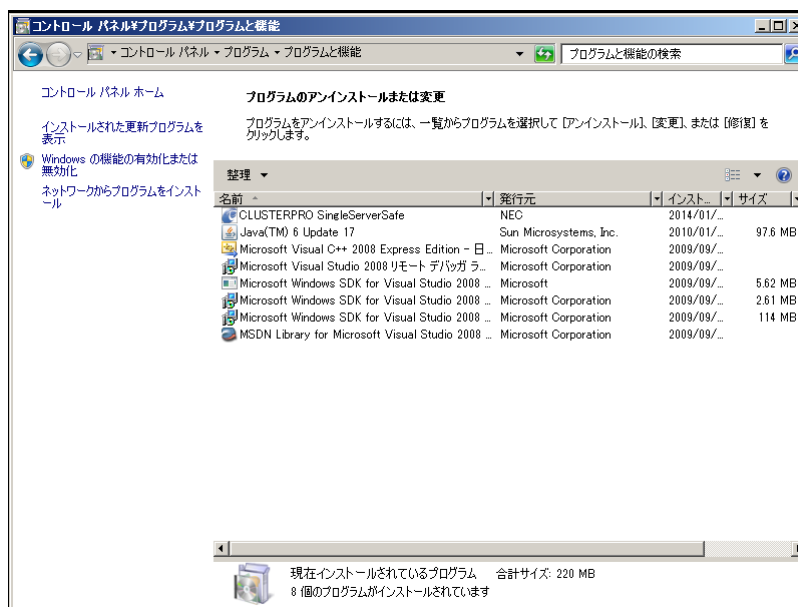 コントロール パネル¥プログラム¥プログラムと機能
コントロール パネル ▾ プログラム ▾ プログラムと機能
プログラムと機能の検索
コントロール パネル ホーム
インストールされた更新プログラムを
表示
Windows の機能の有効化または
無効化
ネットワークからプログラムをインスト
ール
プログラムのアンインストールまたは変更
プログラムをアンインストールするには、一覧からプログラムを選択して [アンインストール]、[変更]、または [修復] を
クリックします。
整理
名前 発行元 インスト... サイズ
CLUSTERPRO SingleServerSafe NEC 2014/01/...
Java(TM) 6 Update 17 Sun Microsystems, Inc. 2010/01/... 97.6 MB
Microsoft Visual C++ 2008 Express Edition - 日... Microsoft Corporation 2009/09/...
Microsoft Visual Studio 2008 リモート デバッガ ラ... Microsoft Corporation 2009/09/...
Microsoft Windows SDK for Visual Studio 2008 ... Microsoft 2009/09/... 5.62 MB
Microsoft Windows SDK for Visual Studio 2008 ... Microsoft Corporation 2009/09/... 2.61 MB
Microsoft Windows SDK for Visual Studio 2008 ... Microsoft Corporation 2009/09/... 114 MB
MSDN Library for Microsoft Visual Studio 2008 ... Microsoft Corporation 2009/09/...
現在インストールされているプログラム 合計サイズ: 220 MB
8 個のプログラムがインストールされています